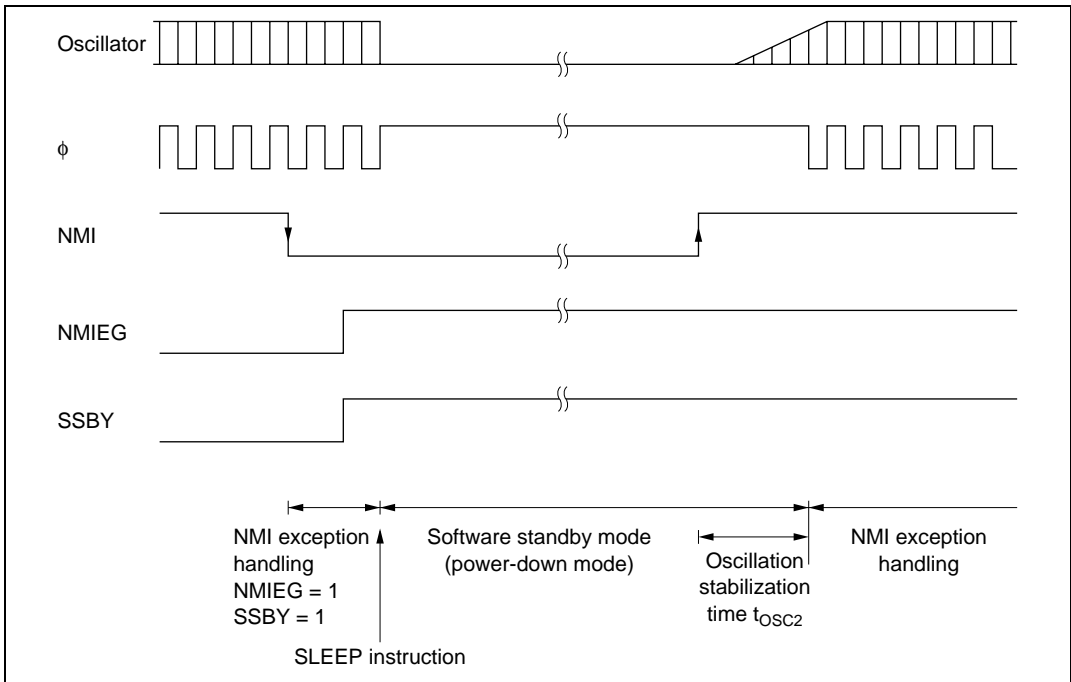 Oscillator
ϕ
NMI
NMIEG
SSBY
NMI exception
handling
NMIEG = 1
SSBY = 1
SLEEP instruction
Software standby mode
(power-down mode)
Oscillation
stabilization
time tOSC2
NMI exception
handling